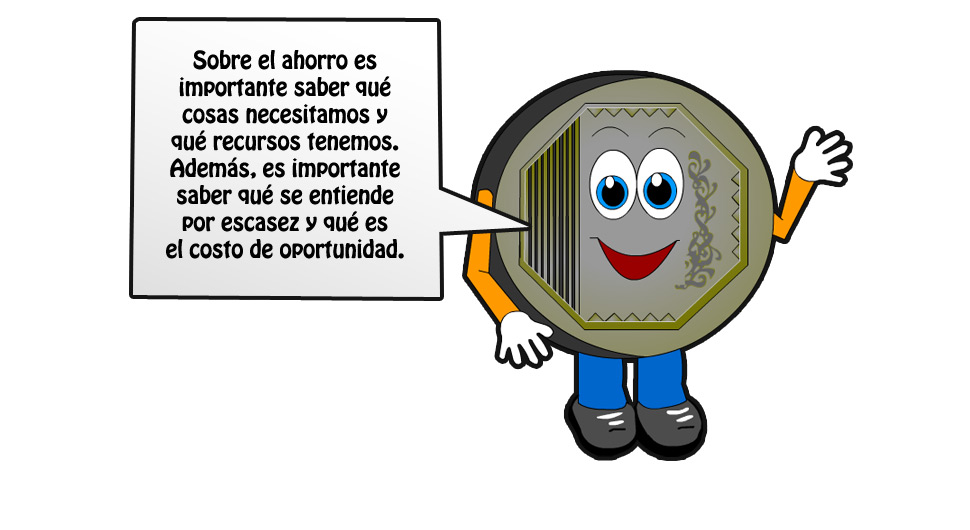 Sobre el ahorro es
importante saber qué
cosas necesitamos y
qué recursos tenemos.
Además, es importante
saber qué se entiende
por escasez y qué es
el costo de oportunidad.